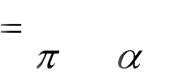 =
π α